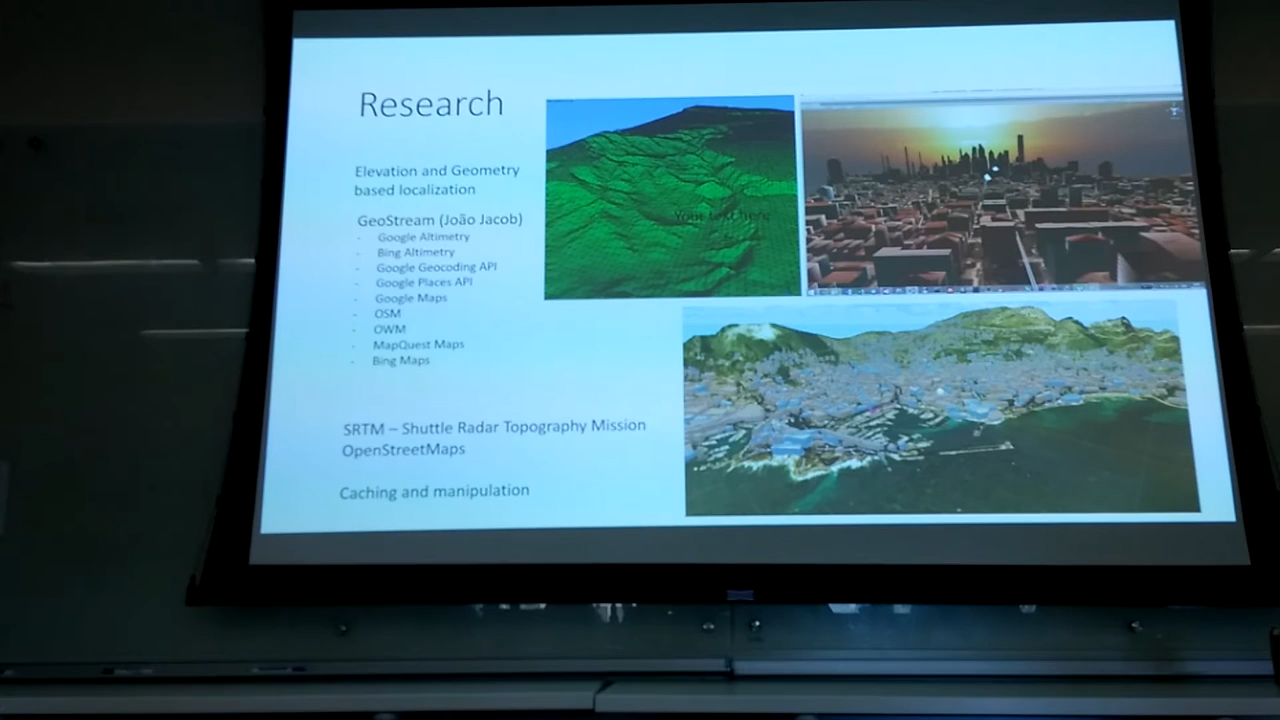 Research
Elevation and Geometry
based localization
GeoStream (João Jacob)
- Google Altimetry
- Bing Altimetry
- Google Geocoding API
- Google Places API
- Google Maps
- OSM
- OWM
- MapQuest Maps
- Bing Maps
SRTM – Shuttle Radar Topography Mission
OpenStreetMaps
Caching and manipulation
Your text here